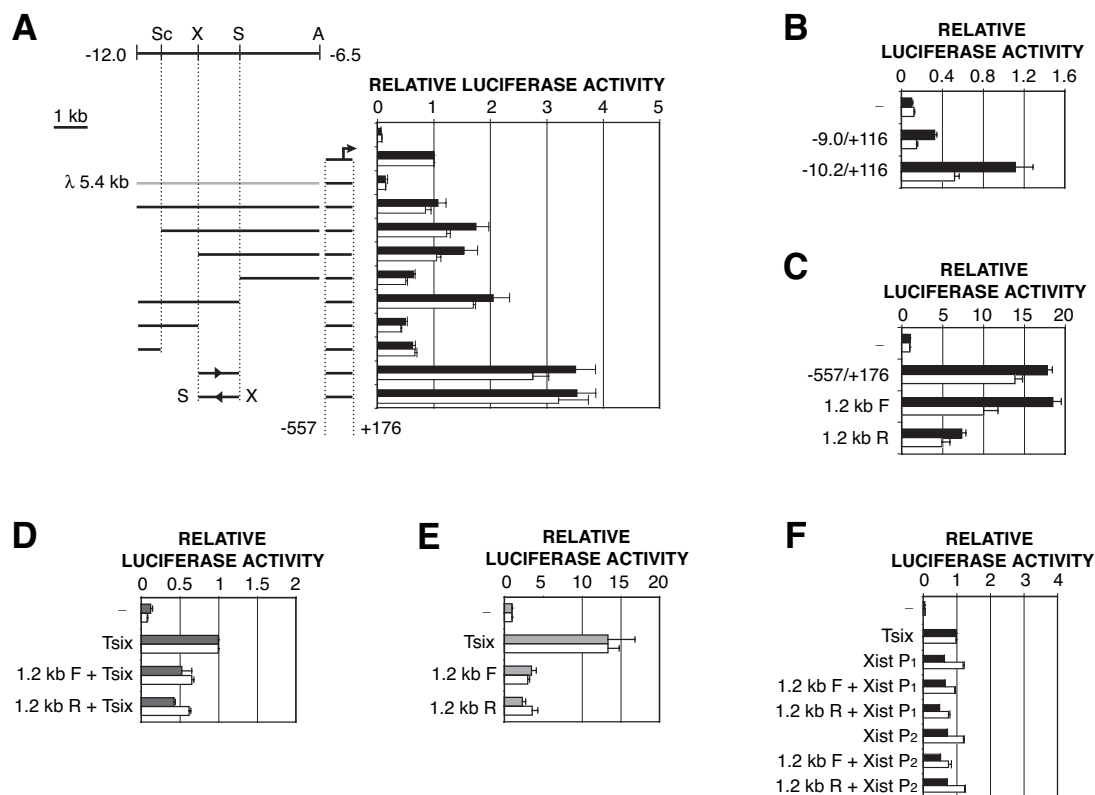 A
Sc X S A
-12.0 -6.5
RELATIVE LUCIFERASE ACTIVITY
0 1 2 3 4 5
1 kb
λ 5.4 kb
S X
-557 +176
B
RELATIVE
LUCIFERASE ACTIVITY
0 0.4 0.8 1.2 1.6
–
-9.0/+116
-10.2/+116
C
RELATIVE
LUCIFERASE ACTIVITY
0 5 10 15 20
–
-557/+176
1.2 kb F
1.2 kb R
D
RELATIVE
LUCIFERASE ACTIVITY
0 0.5 1 1.5 2
–
Tsix
1.2 kb F + Tsix
1.2 kb R + Tsix
E
RELATIVE
LUCIFERASE ACTIVITY
0 5 10 15 20
–
Tsix
1.2 kb F
1.2 kb R
F
RELATIVE
LUCIFERASE ACTIVITY
0 1 2 3 4
–
Tsix
Xist P1
1.2 kb F + Xist P1
1.2 kb R + Xist P1
Xist P2
1.2 kb F + Xist P2
1.2 kb R + Xist P2